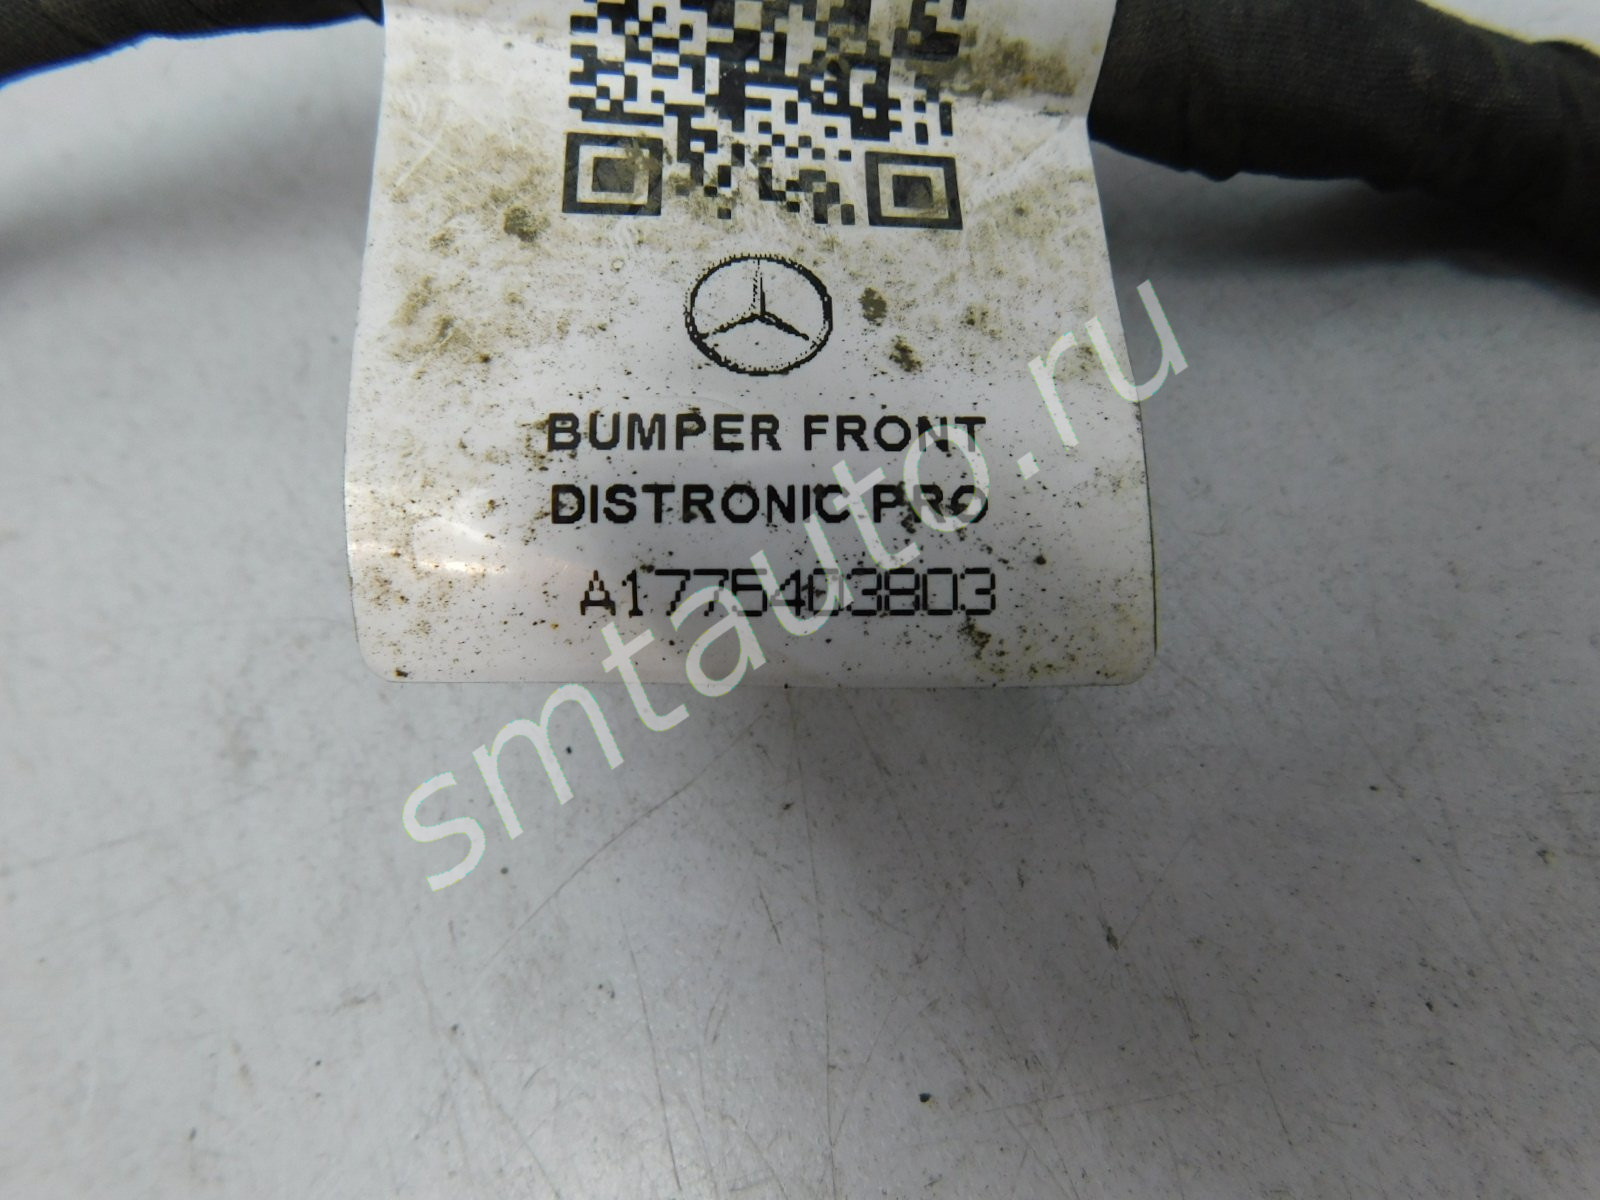 BUMPER FRONT
DISTRONIC PRO
A1775403803
smtauto.ru